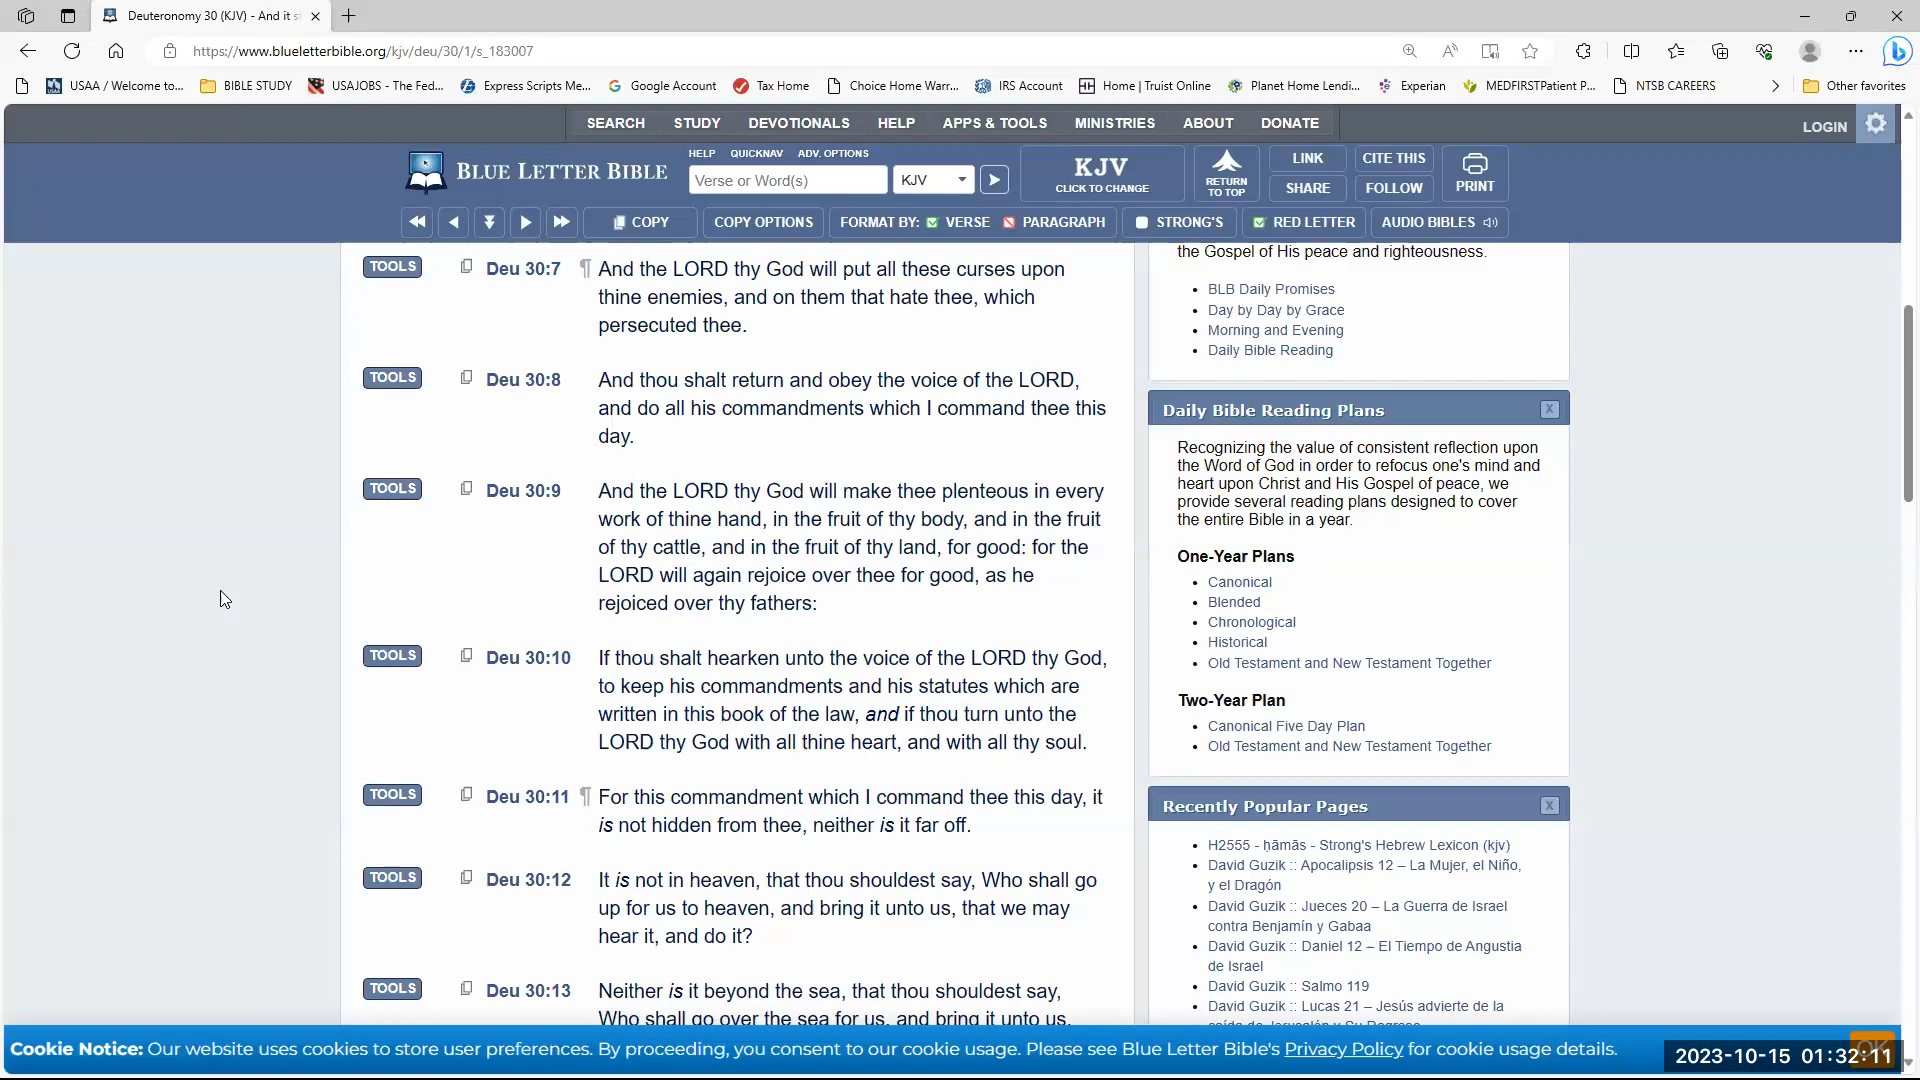 Deuteronomy 30 (KJV) - And it s
https://www.blueletterbible.org/kjv/deu/30/1/s_183007
USAA / Welcome to...
BIBLE STUDY
USAJOBS - The Fed...
Express Scripts Me...
Google Account
Tax Home
Choice Home Warr...
IRS Account
Home | Truist Online
Planet Home Lendi...
Experian
MEDFIRSTPatient P...
NTSB CAREERS
Other favorites
SEARCH STUDY DEVOTIONALS HELP APPS & TOOLS MINISTRIES ABOUT DONATE
LOGIN
BLUE LETTER BIBLE
HELP QUICKNAV ADV. OPTIONS
Verse or Word(s)
KJV
KJV
CLICK TO CHANGE
RETURN
TO TOP
LINK
CITE THIS
SHARE
FOLLOW
PRINT
COPY
COPY OPTIONS
FORMAT BY: VERSE PARAGRAPH
STRONG'S
RED LETTER
AUDIO BIBLES
TOOLS Deu 30:7 ¶ And the LORD thy God will put all these curses upon
thine enemies, and on them that hate thee, which
persecuted thee.
TOOLS Deu 30:8 And thou shalt return and obey the voice of the LORD,
and do all his commandments which I command thee this
day.
TOOLS Deu 30:9 And the LORD thy God will make thee plenteous in every
work of thine hand, in the fruit of thy body, and in the fruit
of thy cattle, and in the fruit of thy land, for good: for the
LORD will again rejoice over thee for good, as he
rejoiced over thy fathers:
TOOLS Deu 30:10 If thou shalt hearken unto the voice of the LORD thy God,
to keep his commandments and his statutes which are
written in this book of the law, and if thou turn unto the
LORD thy God with all thine heart, and with all thy soul.
TOOLS Deu 30:11 ¶ For this commandment which I command thee this day, it
is not hidden from thee, neither is it far off.
TOOLS Deu 30:12 It is not in heaven, that thou shouldest say, Who shall go
up for us to heaven, and bring it unto us, that we may
hear it, and do it?
TOOLS Deu 30:13 Neither is it beyond the sea, that thou shouldest say,
Who shall go over the sea for us, and bring it unto us,
the Gospel of His peace and righteousness.
• BLB Daily Promises
• Day by Day by Grace
• Morning and Evening
• Daily Bible Reading
Daily Bible Reading Plans X
Recognizing the value of consistent reflection upon
the Word of God in order to refocus one's mind and
heart upon Christ and His Gospel of peace, we
provide several reading plans designed to cover
the entire Bible in a year.
One-Year Plans
• Canonical
• Blended
• Chronological
• Historical
• Old Testament and New Testament Together
Two-Year Plan
• Canonical Five Day Plan
• Old Testament and New Testament Together
Recently Popular Pages X
• H2555 - ḥāmās - Strong's Hebrew Lexicon (kjv)
• David Guzik :: Apocalipsis 12 – La Mujer, el Niño,
y el Dragón
• David Guzik :: Jueces 20 – La Guerra de Israel
contra Benjamín y Gabaa
• David Guzik :: Daniel 12 – El Tiempo de Angustia
de Israel
• David Guzik :: Salmo 119
• David Guzik :: Lucas 21 – Jesús advierte de la
Cookie Notice: Our website uses cookies to store user preferences. By proceeding, you consent to our cookie usage. Please see Blue Letter Bible's Privacy Policy for cookie usage details.
OK
2023-10-15 01:32:11